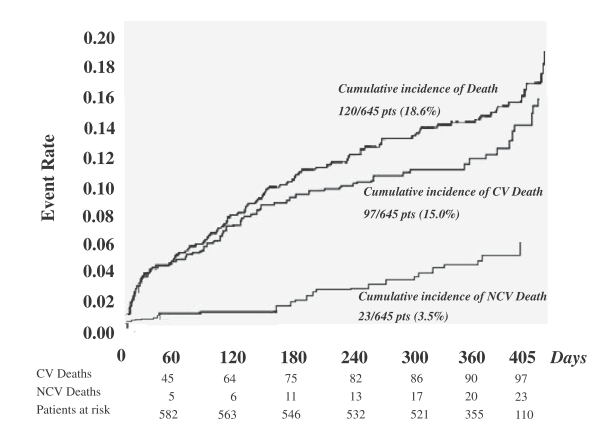 0.20
0.18
0.16
0.14
0.12
0.10
0.08
0.06
0.04
0.02
0.00
Event Rate
Cumulative incidence of Death
120/645 pts (18.6%)
Cumulative incidence of CV Death
97/645 pts (15.0%)
Cumulative incidence of NCV Death
23/645 pts (3.5%)
0 60 120 180 240 300 360 405 Days
CV Deaths 45 64 75 82 86 90 97
NCV Deaths 5 6 11 13 17 20 23
Patients at risk 582 563 546 532 521 355 110